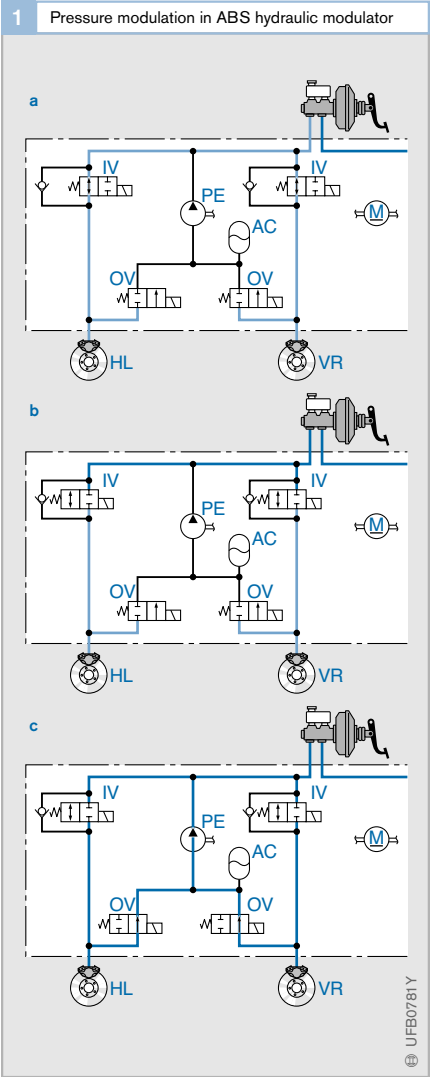 1 Pressure modulation in ABS hydraulic modulator
a
IV
PE
IV
AC
M
OV
OV
HL
VR
b
IV
PE
IV
AC
M
OV
OV
HL
VR
c
IV
PE
IV
AC
M
OV
OV
HL
VR
UFB0781Y